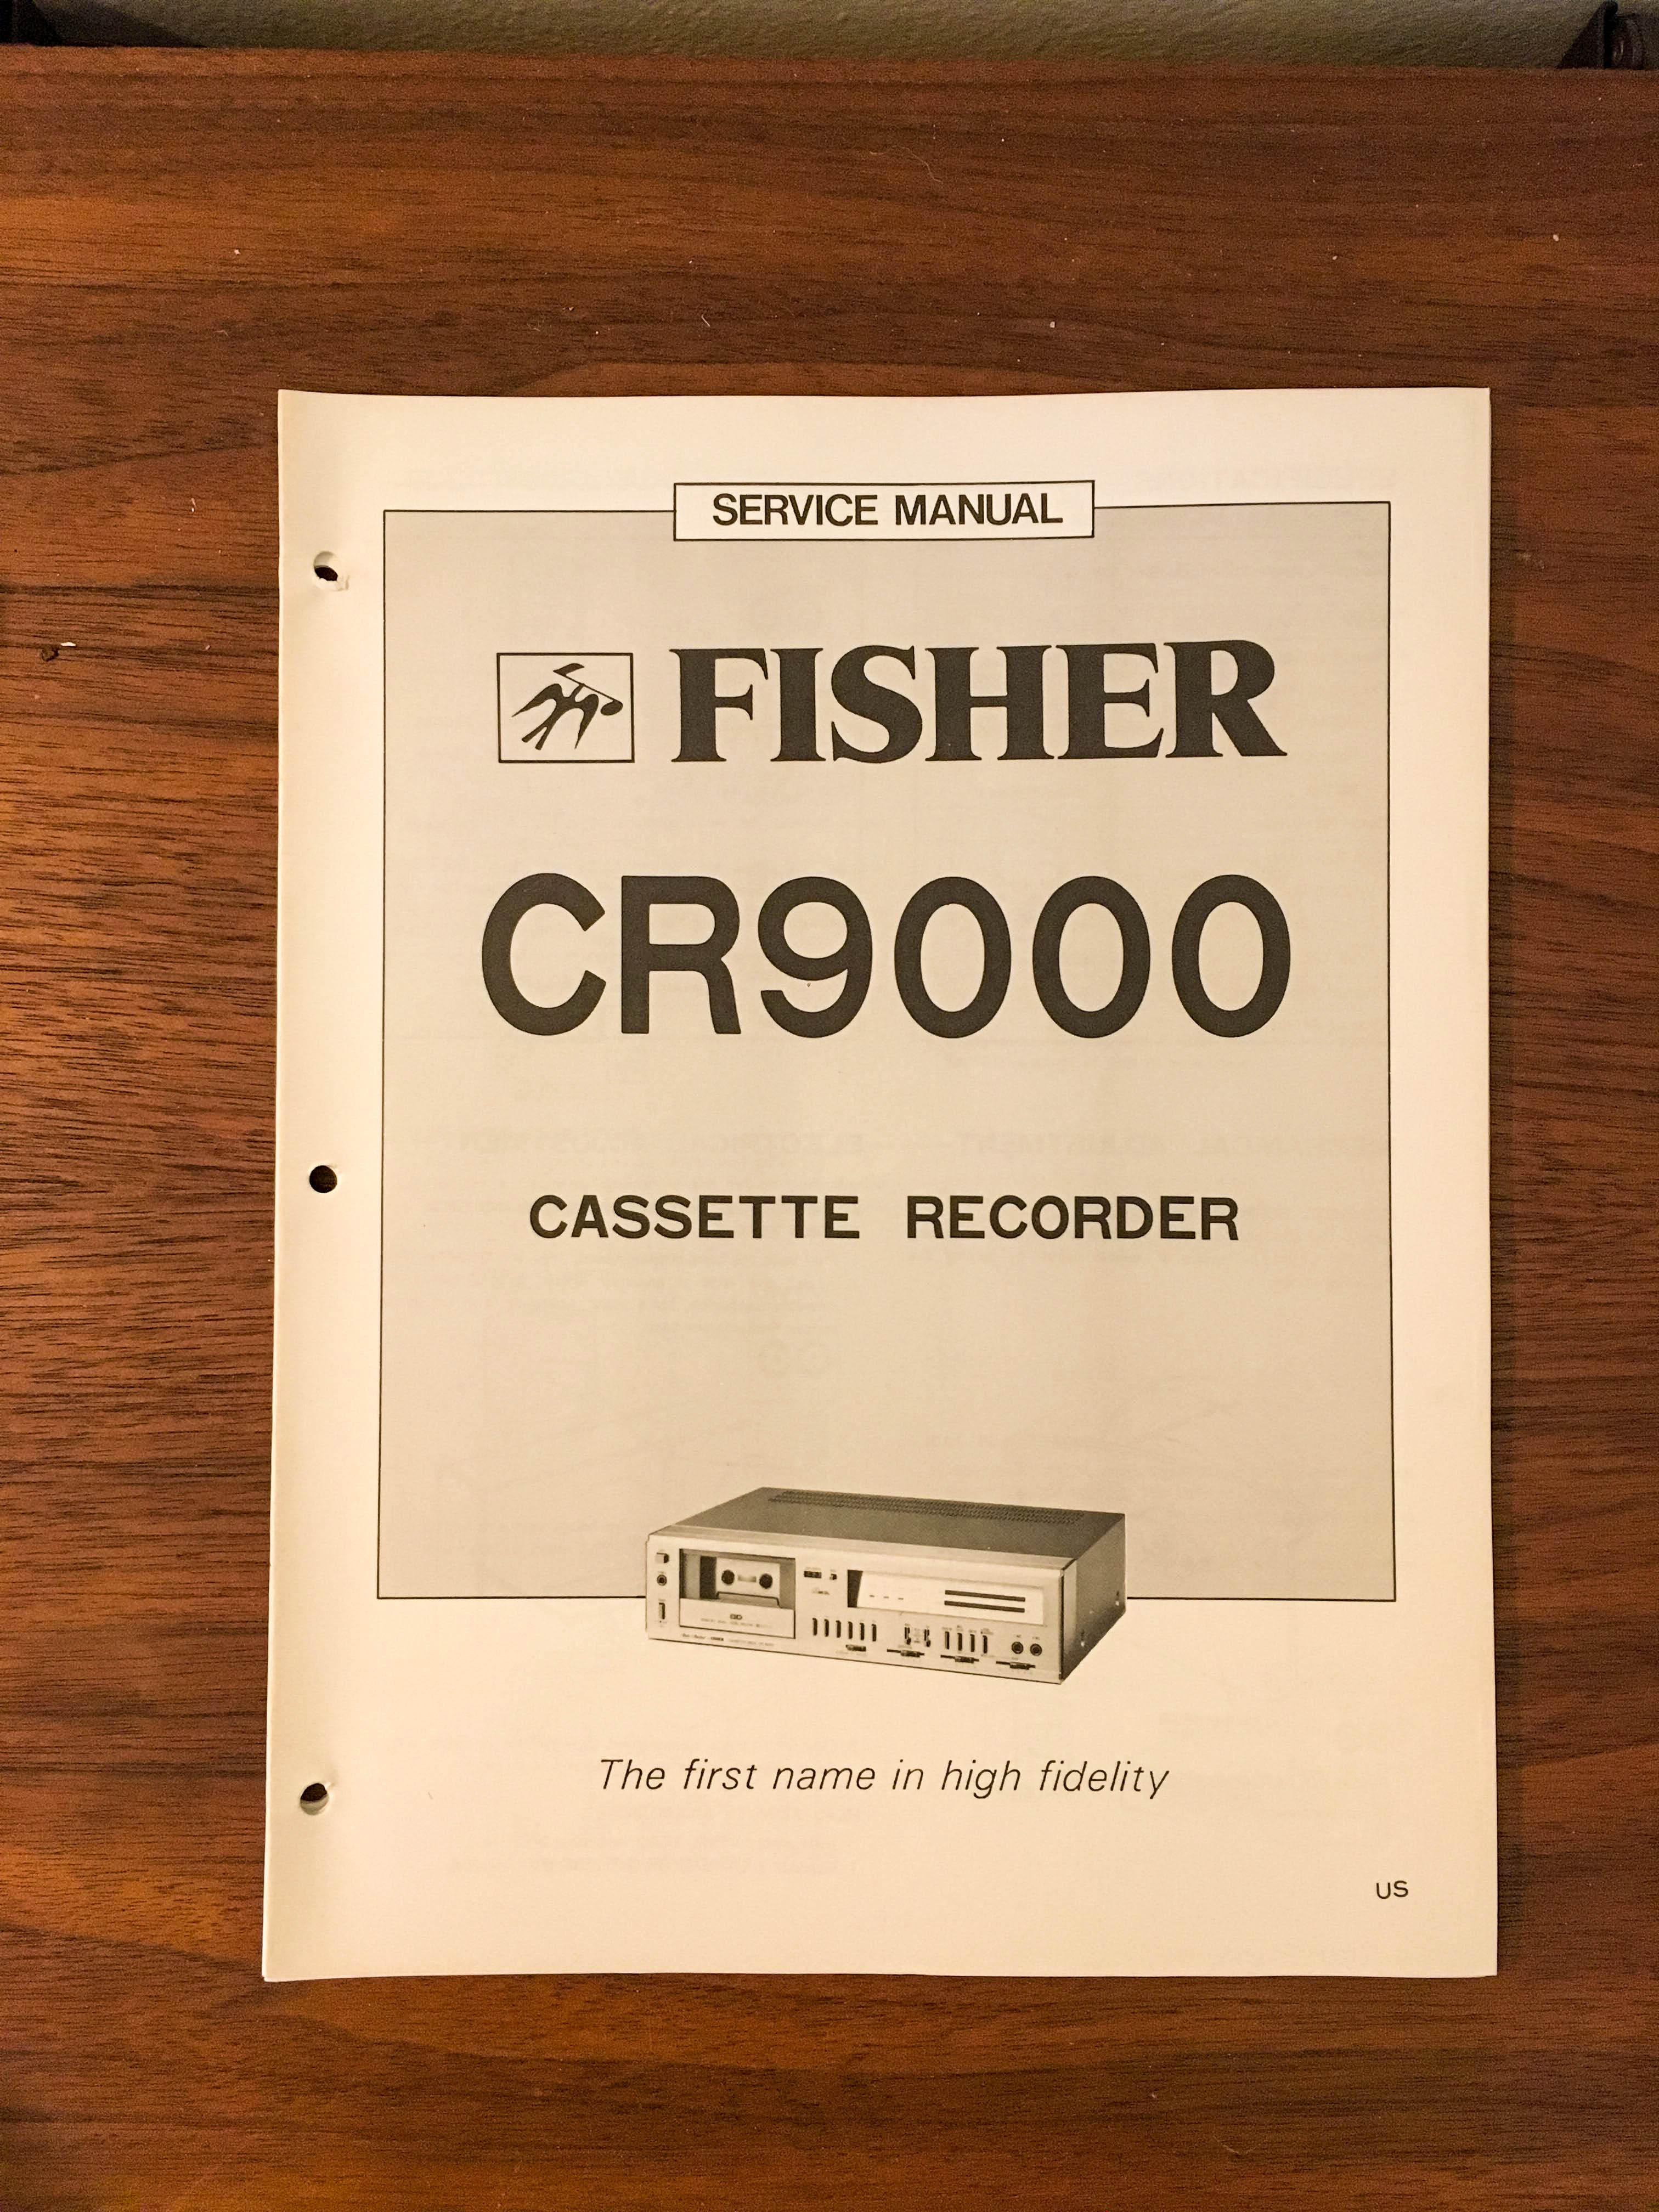 SERVICE MANUAL
FISHER
CR9000
CASSETTE RECORDER
The first name in high fidelity
US